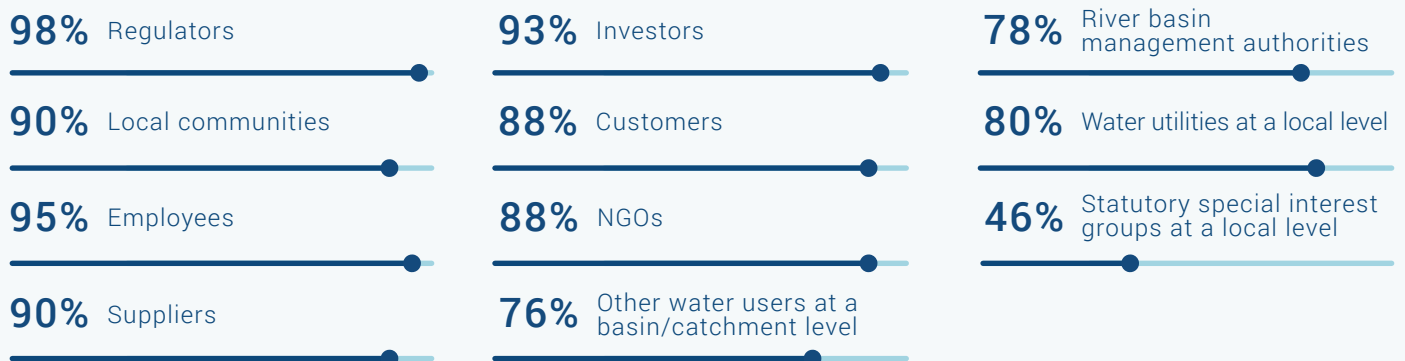 98% Regulators
90% Local communities
95% Employees
90% Suppliers
93% Investors
88% Customers
88% NGOs
76% Other water users at a
basin/catchment level
78% River basin
management authorities
80% Water utilities at a local level
46% Statutory special interest
groups at a local level